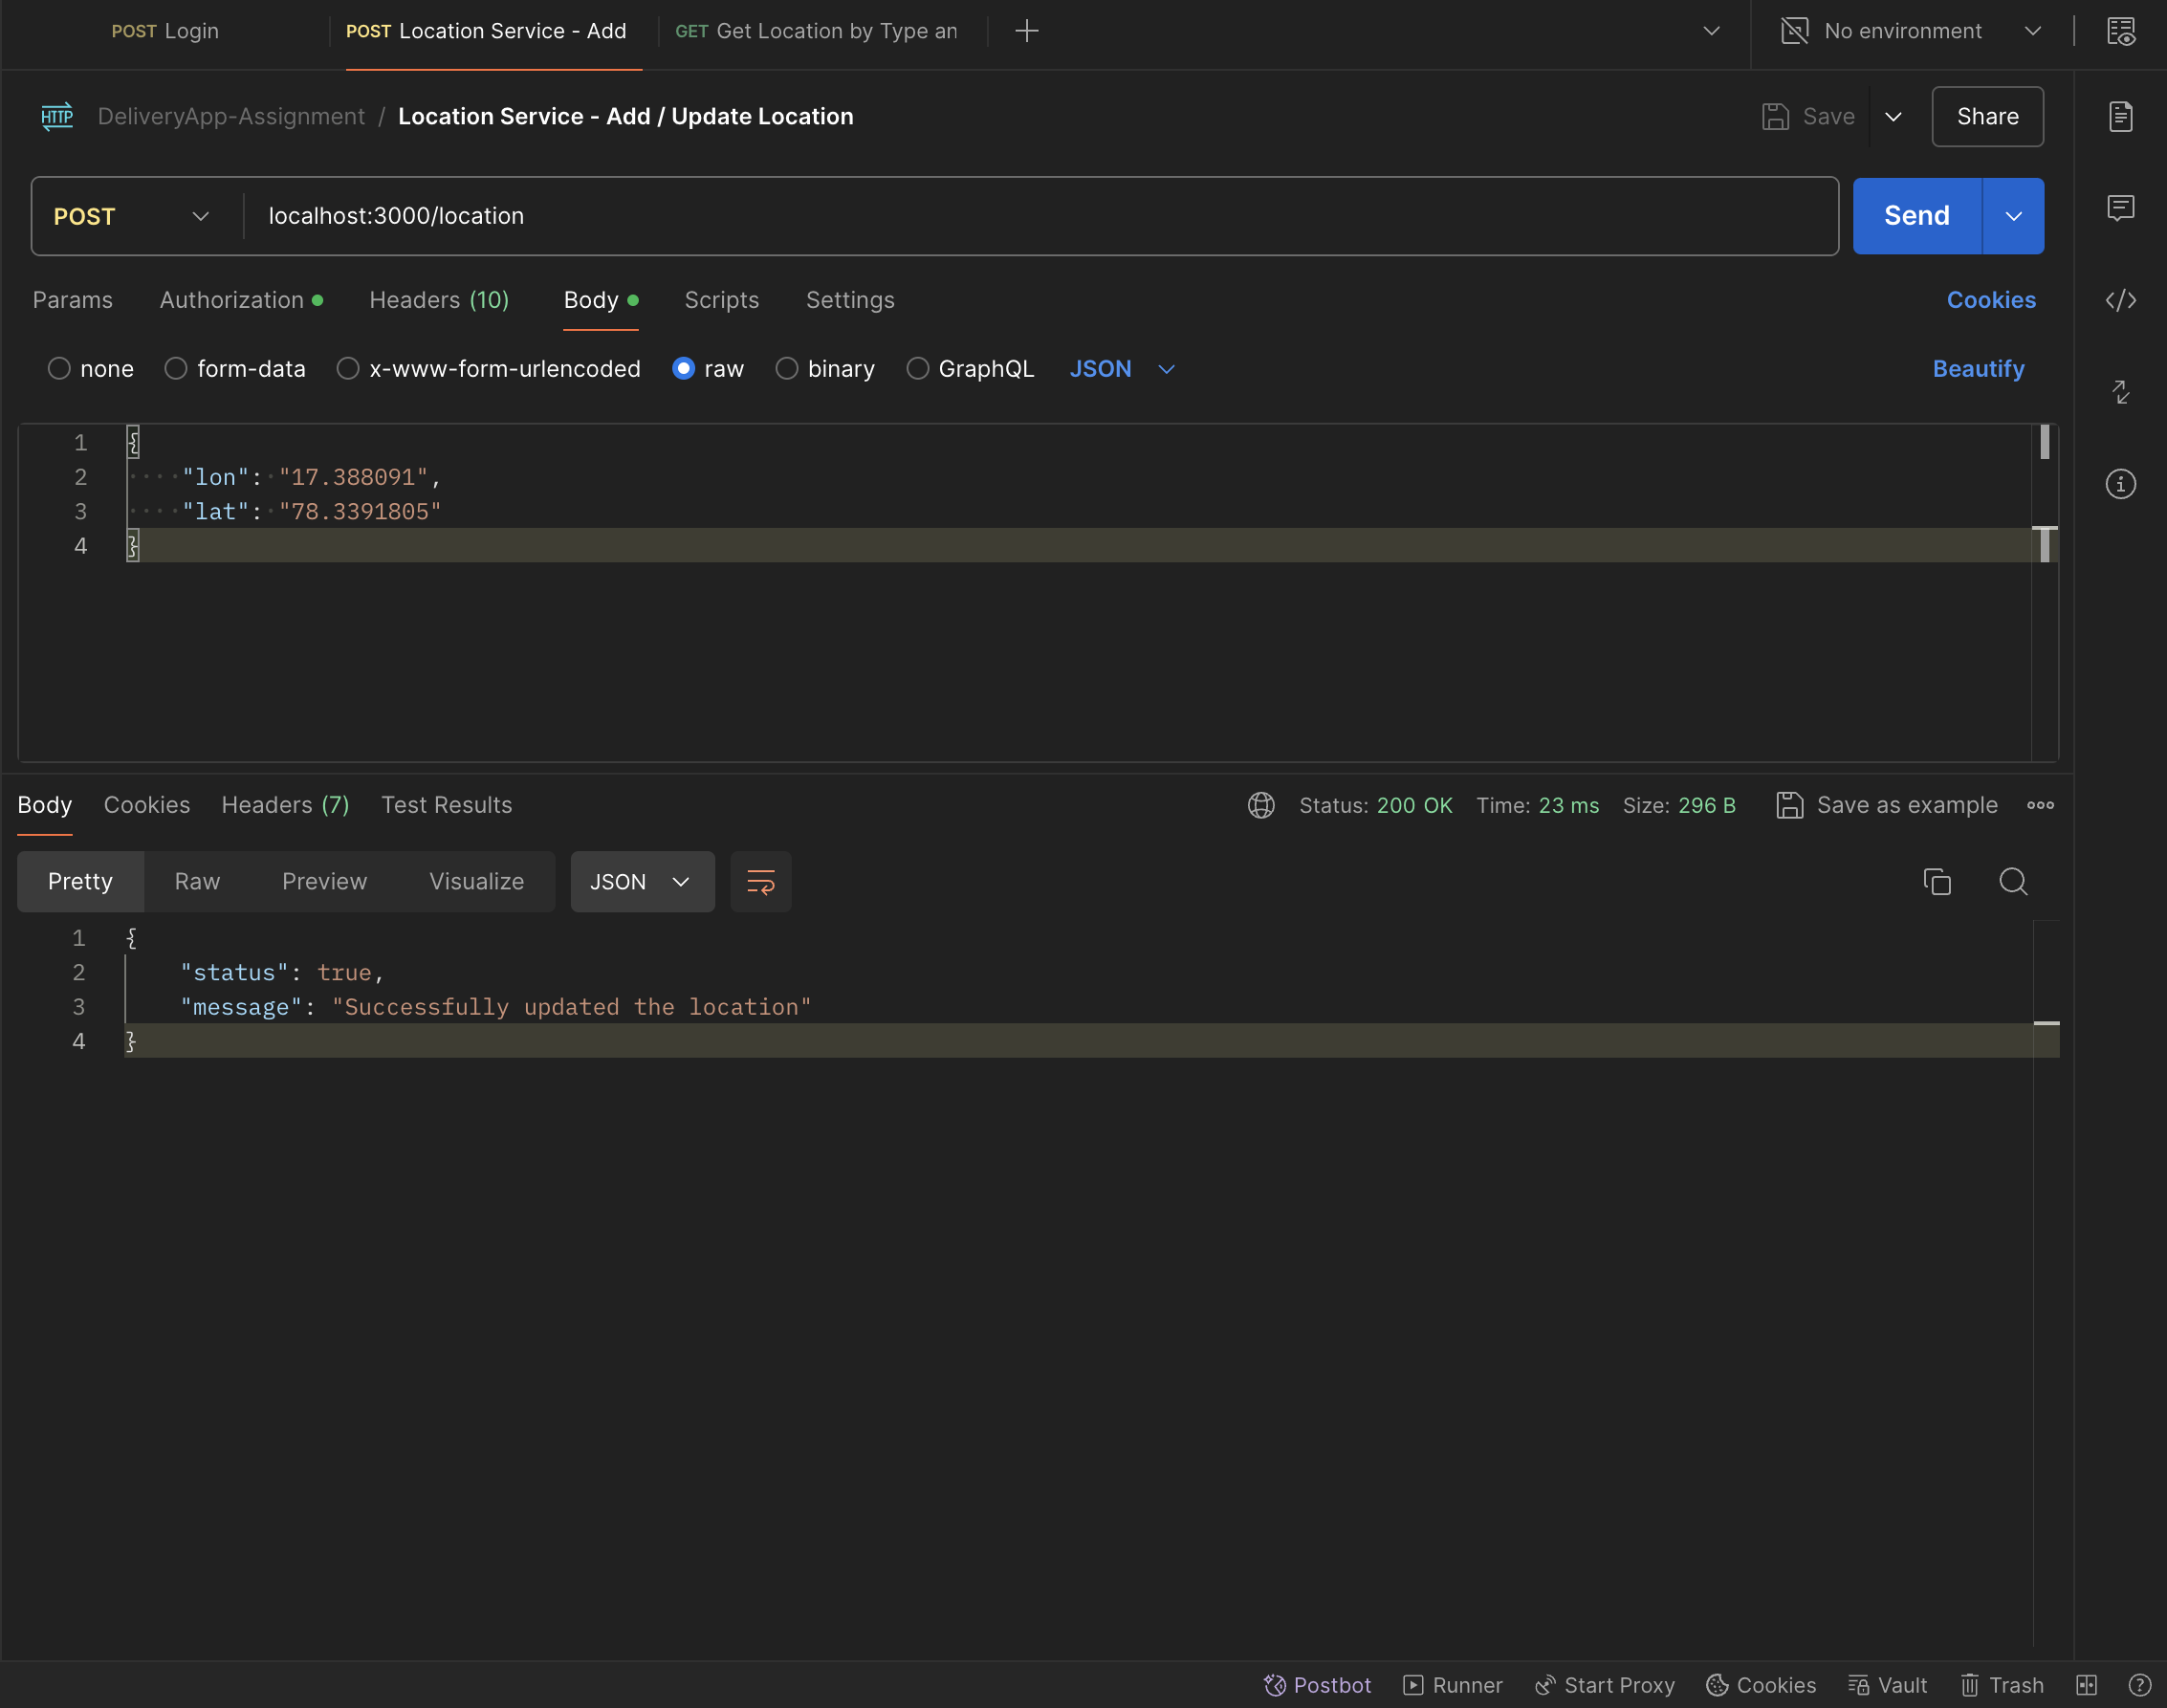 POST Login POST Location Service - Add GET Get Location by Type an No environment
HTTP DeliveryApp-Assignment / Location Service - Add / Update Location Save Share
POST localhost:3000/location Send
Params Authorization Headers (10) Body Scripts Settings Cookies
none form-data x-www-form-urlencoded raw binary GraphQL JSON Beautify
1 {
2 "lon": "17.388091",
3 "lat": "78.3391805"
4 }
Body Cookies Headers (7) Test Results Status: 200 OK Time: 23 ms Size: 296 B Save as example
Pretty Raw Preview Visualize JSON
1 {
2 "status": true,
3 "message": "Successfully updated the location"
4 }
Postbot Runner Start Proxy Cookies Vault Trash